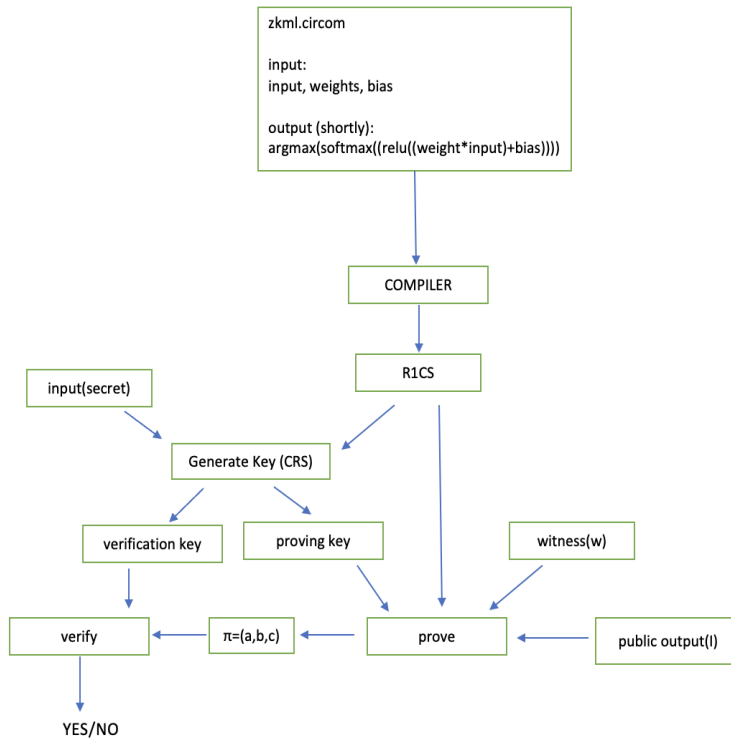 zkml.circom
input:
input, weights, bias
output (shortly):
argmax(softmax((relu((weight*input)+bias))))
COMPILER
R1CS
input(secret)
Generate Key (CRS)
verification key
proving key
witness(w)
verify
π=(a,b,c)
prove
public output(I)
YES/NO